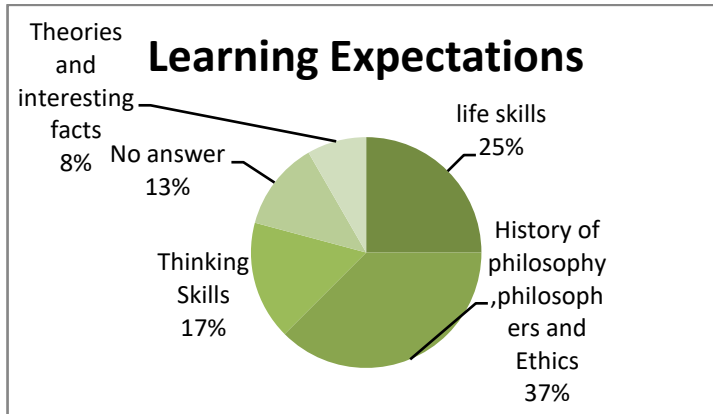 Learning Expectations
Theories
and
interesting
facts
8%
No answer
13%
Thinking
Skills
17%
life skills
25%
History of
philosophy
,philosoph
ers and
Ethics
37%